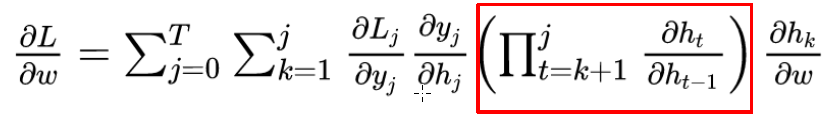 ∂L/∂w = ∑_{j=0}^{T} ∑_{k=1}^{j} ∂L_j/∂y_j ∂y_j/∂h_j (∏_{t=k+1}^{j} ∂h_t/∂h_{t−1}) ∂h_k/∂w